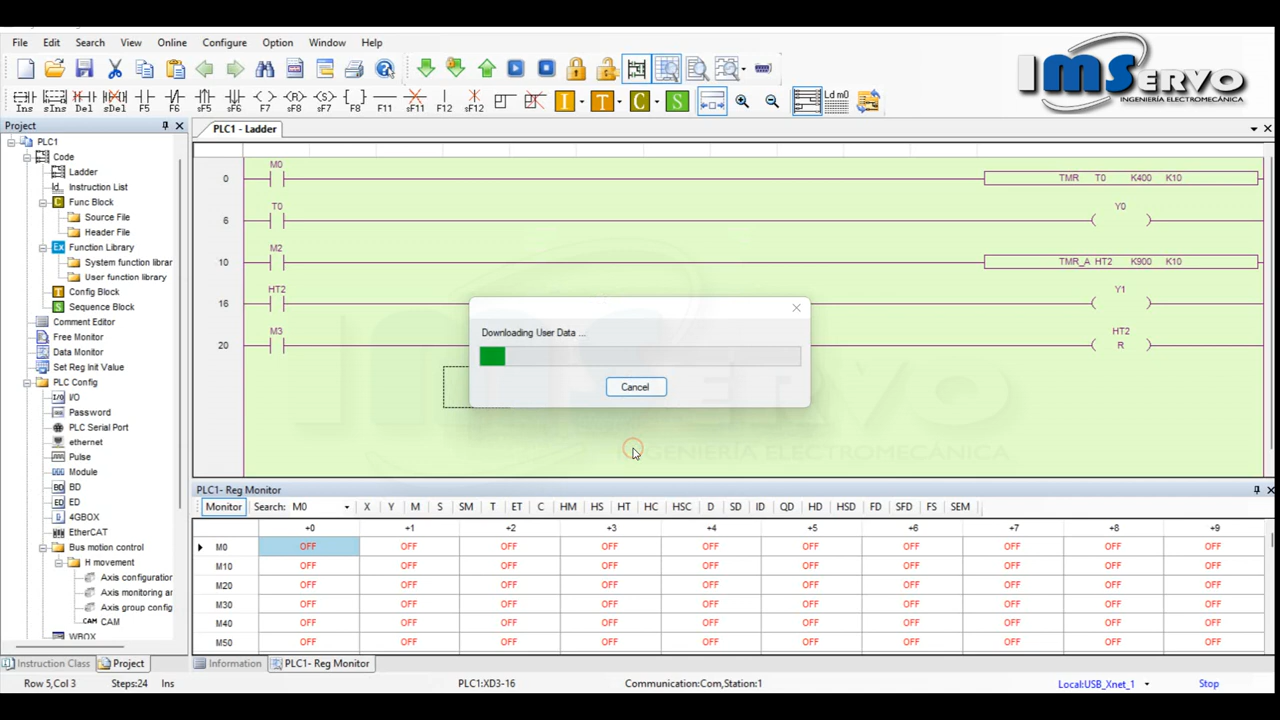 File Edit Search View Online Configure Option Window Help
IMServo
INGENIERÍA ELECTROMECÁNICA
Ins sIns Del sDel F5 F6 sF5 sF6 F7 sF8 sF7 F8 F11 sF11 F12 sF12 I T C S Ld m0
Project
PLC1 - Ladder
PLC1
Code
Ladder
Instruction List
Func Block
Source File
Header File
Function Library
System function librar
User function library
Config Block
Sequence Block
Comment Editor
Free Monitor
Data Monitor
Set Reg Init Value
PLC Config
I/O
Password
PLC Serial Port
ethernet
Pulse
Module
BD
ED
4GBOX
EtherCAT
Bus motion control
H movement
Axis configuration
Axis monitoring ar
Axis group config
CAM
WBOX
Instruction Class Project
M0
0 TMR T0 K400 K10
T0 Y0
6
M2
10 TMR_A HT2 K900 K10
HT2 Y1
16
M3 HT2
20 R
Downloading User Data ...
Cancel
INGENIERÍA ELECTROMECÁNICA
PLC1- Reg Monitor
Monitor Search: M0 X Y M S SM T ET C HM HS HT HC HSC D SD ID QD HD HSD FD SFD FS SEM
+0 +1 +2 +3 +4 +5 +6 +7 +8 +9
M0 OFF OFF OFF OFF OFF OFF OFF OFF OFF OFF
M10 OFF OFF OFF OFF OFF OFF OFF OFF OFF OFF
M20 OFF OFF OFF OFF OFF OFF OFF OFF OFF OFF
M30 OFF OFF OFF OFF OFF OFF OFF OFF OFF OFF
M40 OFF OFF OFF OFF OFF OFF OFF OFF OFF OFF
M50 OFF OFF OFF OFF OFF OFF OFF OFF OFF OFF
Information PLC1- Reg Monitor
Row 5,Col 3 Steps:24 Ins PLC1:XD3-16 Communication:Com,Station:1 Local:USB_Xnet_1 Stop